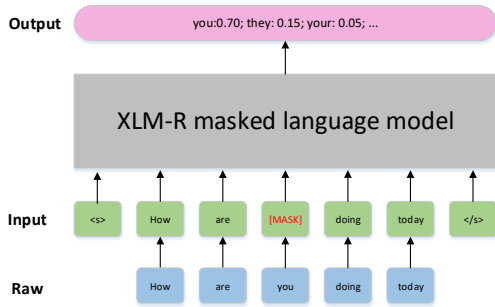 Output you:0.70; they: 0.15; your: 0.05; ...
XLM-R masked language model
Input <s> How are [MASK] doing today </s>
Raw How are you doing today